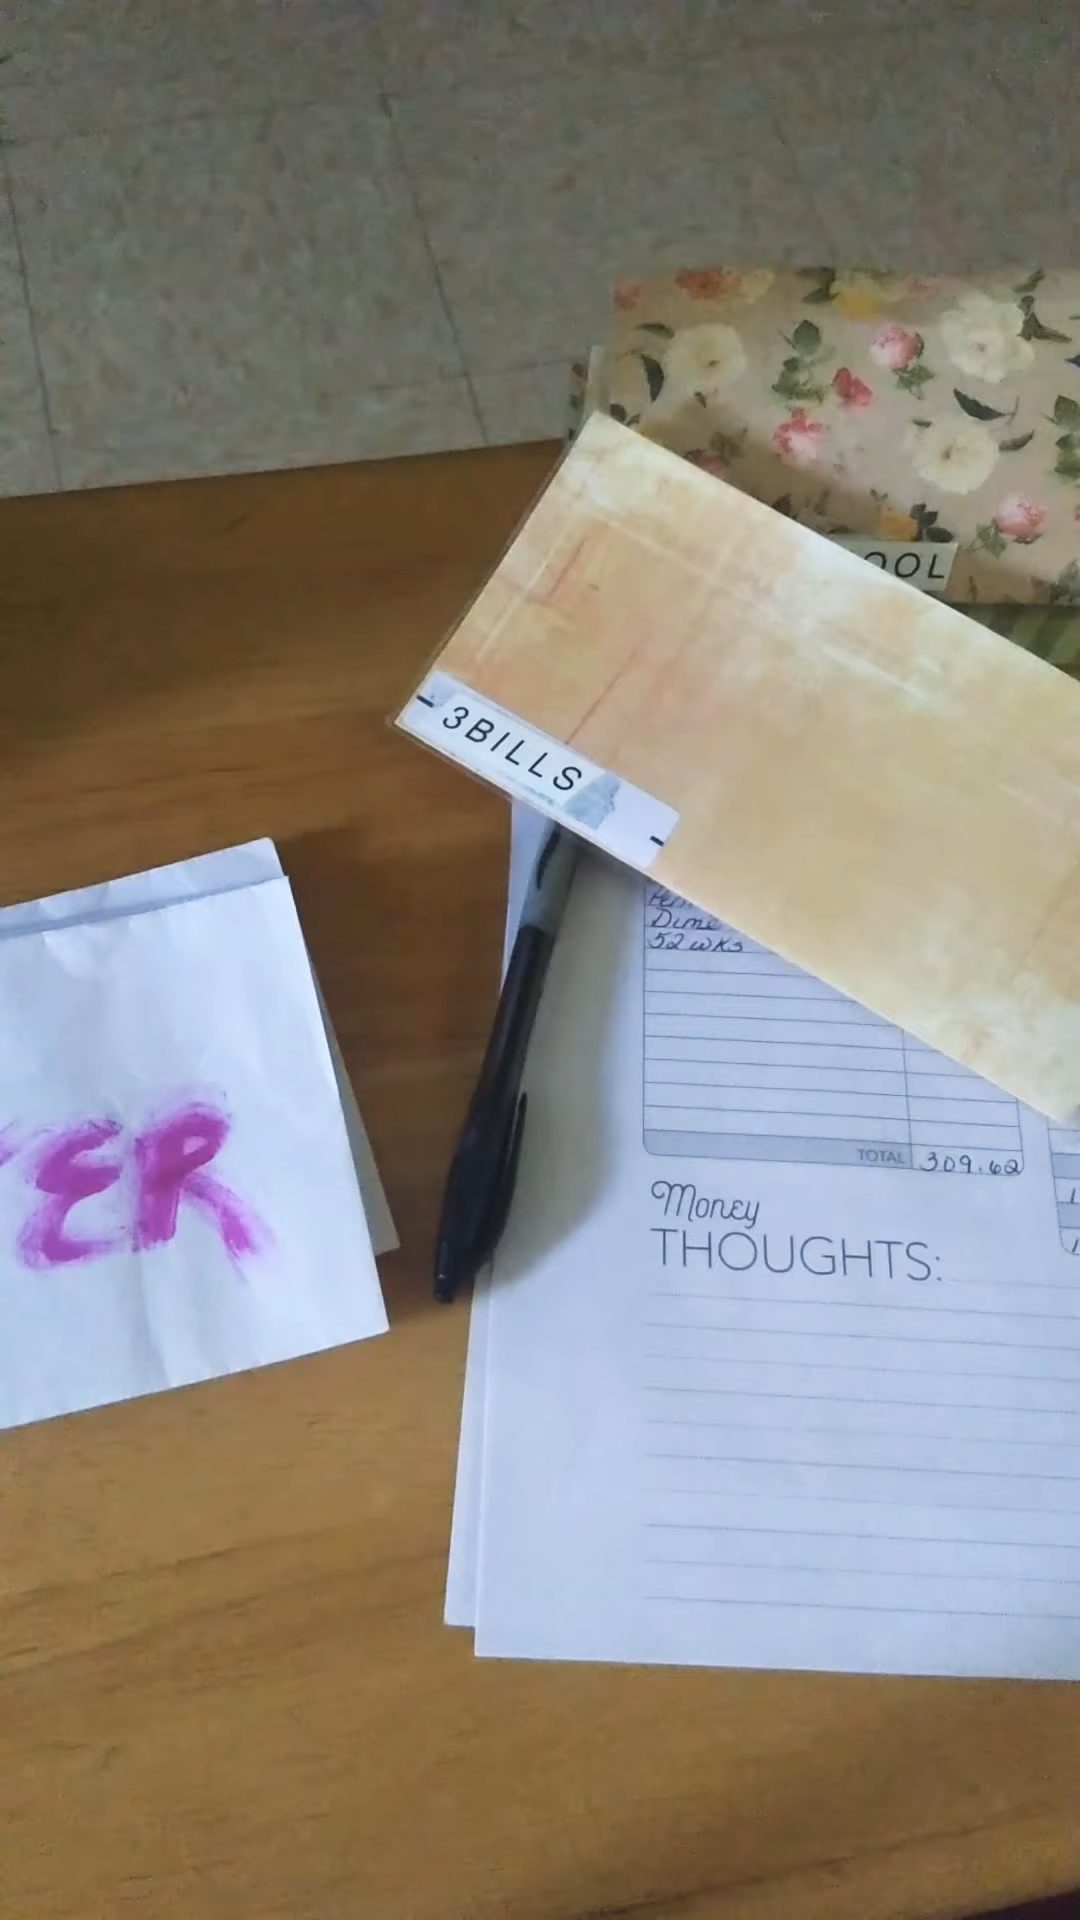 OOL
3BILLS
Dime
52 wks
TOTAL 309.62
ER
Money
THOUGHTS: